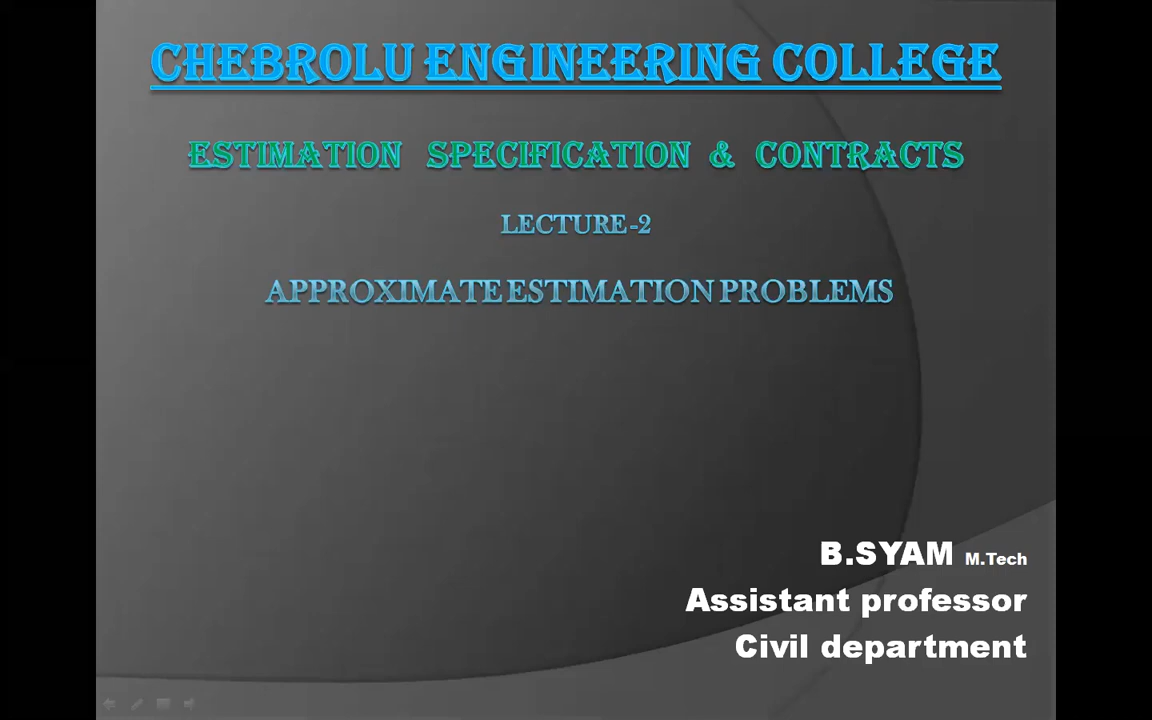 CHEBROLU ENGINEERING COLLEGE
ESTIMATION SPECIFICATION & CONTRACTS
LECTURE-2
APPROXIMATE ESTIMATION PROBLEMS
B.SYAM M.Tech
Assistant professor
Civil department